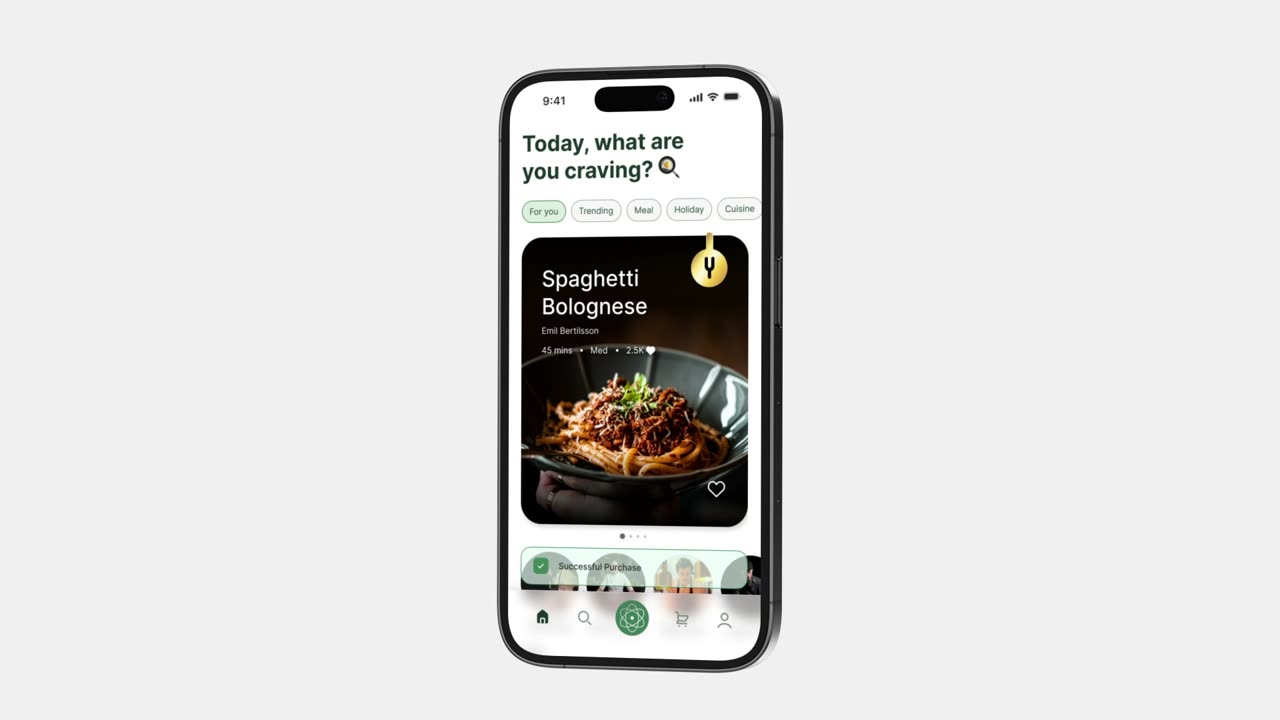 9:41
Today, what are
you craving?
For you Trending Meal Holiday Cuisine
Spaghetti
Bolognese
Emil Bertilsson
45 mins • Med • 2.5K
Successful Purchase